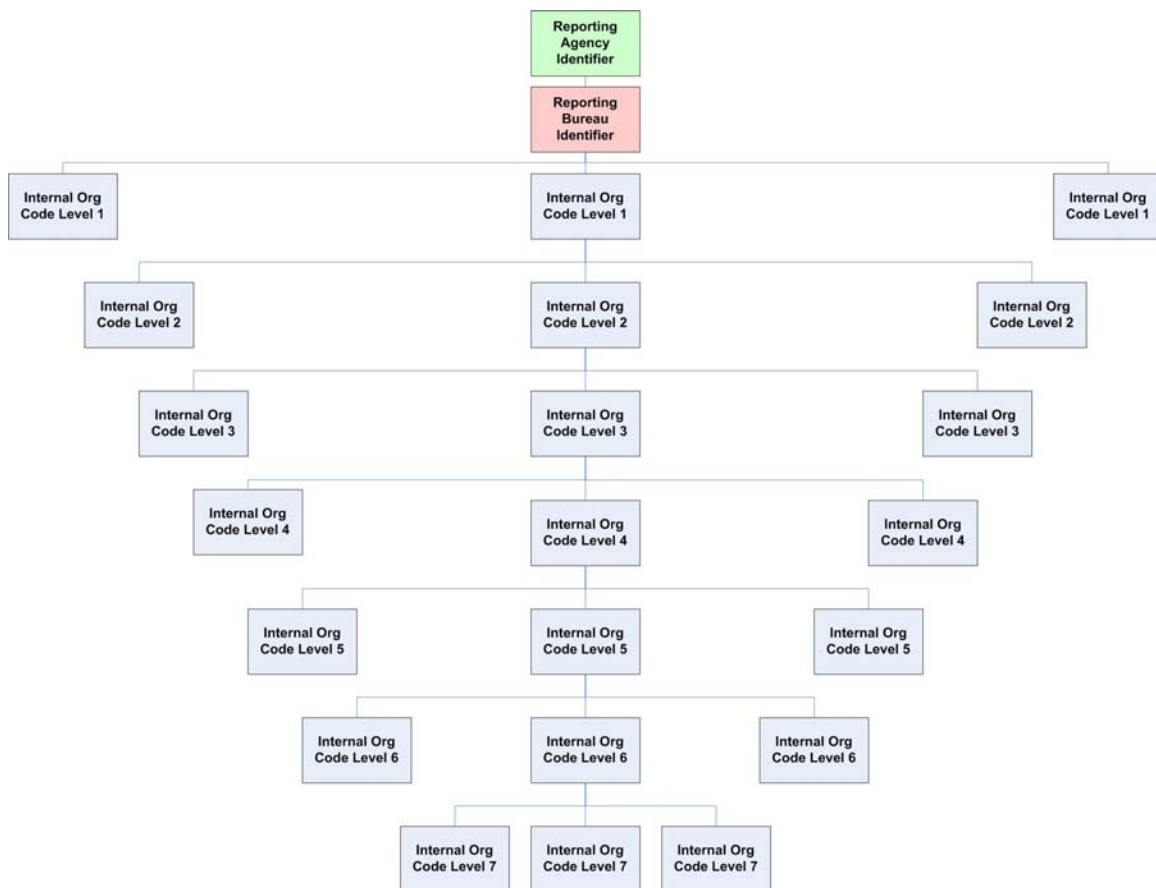 Reporting
Agency
Identifier
Reporting
Bureau
Identifier
Internal Org
Code Level 1
Internal Org
Code Level 1
Internal Org
Code Level 1
Internal Org
Code Level 2
Internal Org
Code Level 2
Internal Org
Code Level 2
Internal Org
Code Level 3
Internal Org
Code Level 3
Internal Org
Code Level 3
Internal Org
Code Level 4
Internal Org
Code Level 4
Internal Org
Code Level 4
Internal Org
Code Level 5
Internal Org
Code Level 5
Internal Org
Code Level 5
Internal Org
Code Level 6
Internal Org
Code Level 6
Internal Org
Code Level 6
Internal Org
Code Level 7
Internal Org
Code Level 7
Internal Org
Code Level 7